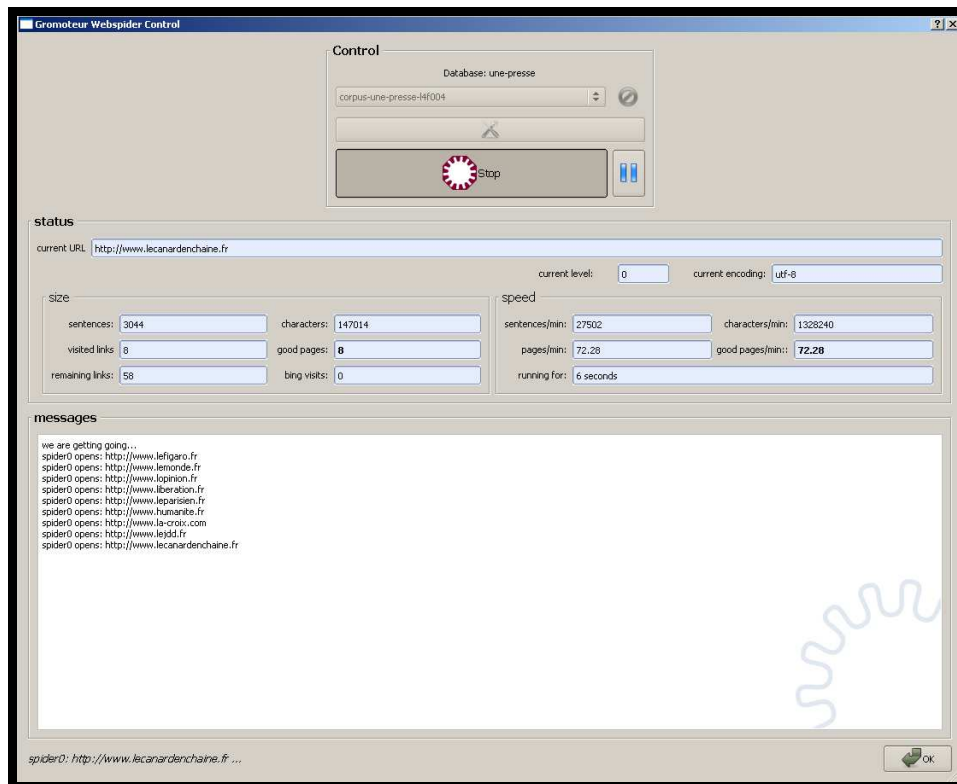 Gromoteur Webspider Control
Control
Database: une-presse
corpus-une-presse-l4f004
Stop
status
current URL http://www.lecanardenchaine.fr
current level: 0 current encoding: utf-8
size speed
sentences: 3044 characters: 147014 sentences/min: 27502 characters/min: 1328240
visited links 8 good pages: 8 pages/min: 72.28 good pages/min:: 72.28
remaining links: 58 bing visits: 0 running for: 6 seconds
messages
we are getting going...
spider0 opens: http://www.lefigaro.fr
spider0 opens: http://www.lemonde.fr
spider0 opens: http://www.lopinion.fr
spider0 opens: http://www.liberation.fr
spider0 opens: http://www.leparisien.fr
spider0 opens: http://www.humanite.fr
spider0 opens: http://www.la-croix.com
spider0 opens: http://www.lejdd.fr
spider0 opens: http://www.lecanardenchaine.fr
spider0: http://www.lecanardenchaine.fr ... OK